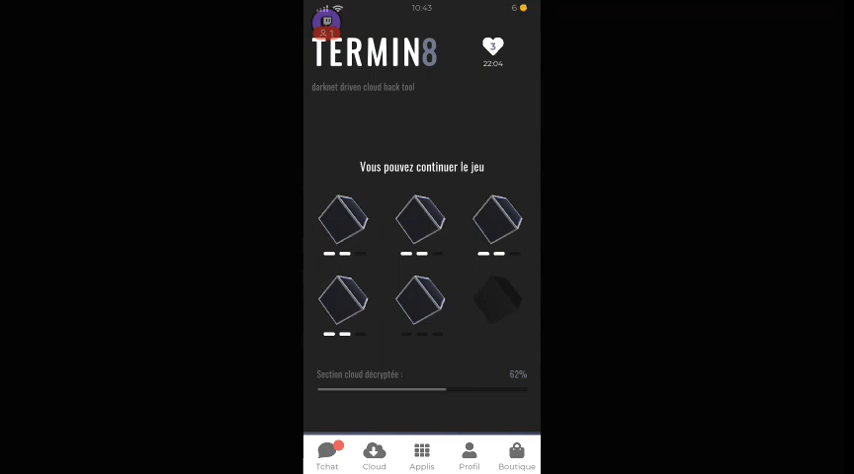 10:43
6
1
TERMIN8
3
22:04
darknet driven cloud hack tool
Vous pouvez continuer le jeu
Section cloud décryptée :
62%
Tchat
Cloud
Applis
Profil
Boutique